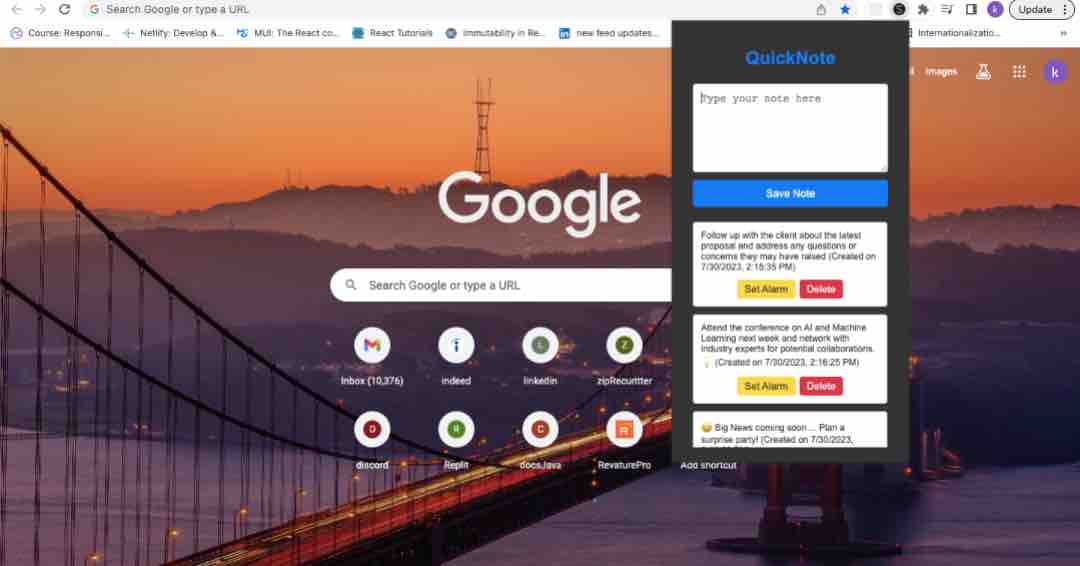 Search Google or type a URL
Update
Course: Responsi...
Netlify: Develop &...
MUI: The React co...
React Tutorials
Immutability in Re...
new feed updates...
Internationalizatio...
»
QuickNote
Images
k
Type your note here
Save Note
Google
Search Google or type a URL
Follow up with the client about the latest
proposal and address any questions or
concerns they may have raised (Created on
7/30/2023, 2:15:35 PM)
Set Alarm
Delete
Attend the conference on AI and Machine
Learning next week and network with
industry experts for potential collaborations.
💡 (Created on 7/30/2023, 2:16:25 PM)
Set Alarm
Delete
😄 Big News coming soon... Plan a
surprise party! (Created on 7/30/2023,
L
Z
Inbox (10,376)
indeed
linkedin
zipRecuritter
D
R
C
R
discord
Replit
docsJava
RevaturePro
Add shortcut